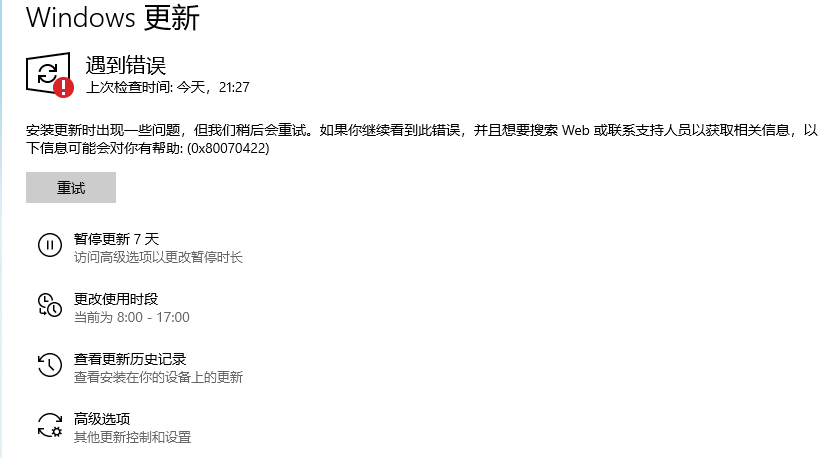 Windows 更新
遇到错误
上次检查时间: 今天，21:27
安装更新时出现一些问题，但我们稍后会重试。如果你继续看到此错误，并且想要搜索 Web 或联系支持人员以获取相关信息，以
下信息可能会对你有帮助: (0x80070422)
重试
暂停更新 7 天
访问高级选项以更改暂停时长
更改使用时段
当前为 8:00 - 17:00
查看更新历史记录
查看安装在你的设备上的更新
高级选项
其他更新控制和设置